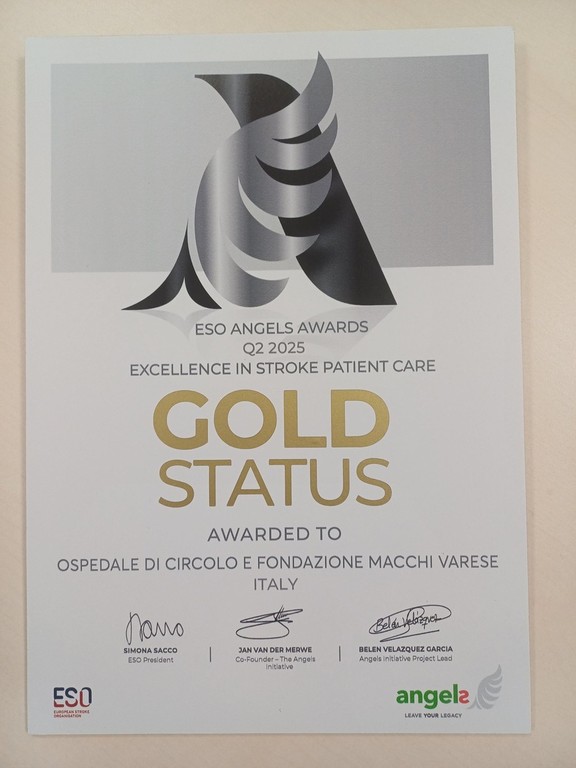 ESO ANGELS AWARDS
Q2 2025
EXCELLENCE IN STROKE PATIENT CARE
GOLD
STATUS
AWARDED TO
OSPEDALE DI CIRCOLO E FONDAZIONE MACCHI VARESE
ITALY
Belén Velázquez
SIMONA SACCO
ESO President
JAN VAN DER MERWE
Co-Founder – The Angels
Initiative
BELEN VELAZQUEZ GARCIA
Angels Initiative Project Lead
ESO
EUROPEAN STROKE
ORGANISATION
angels
LEAVE YOUR LEGACY